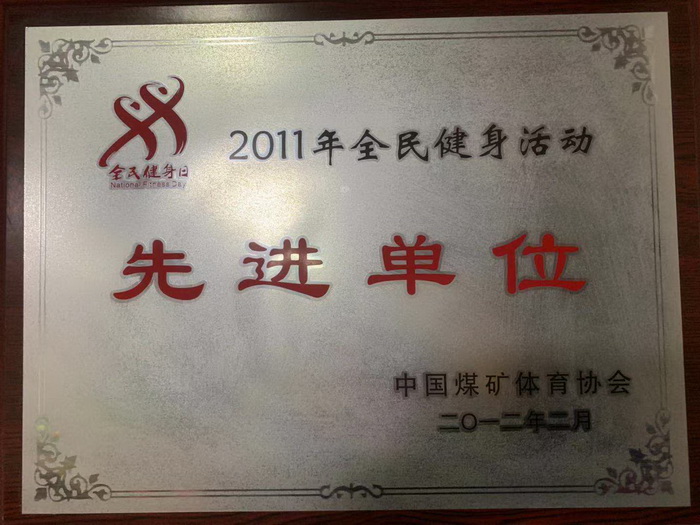 2011年全民健身活动
全民健身日
National Fitness Day
先进单位
中国煤矿体育协会
二〇一二年二月